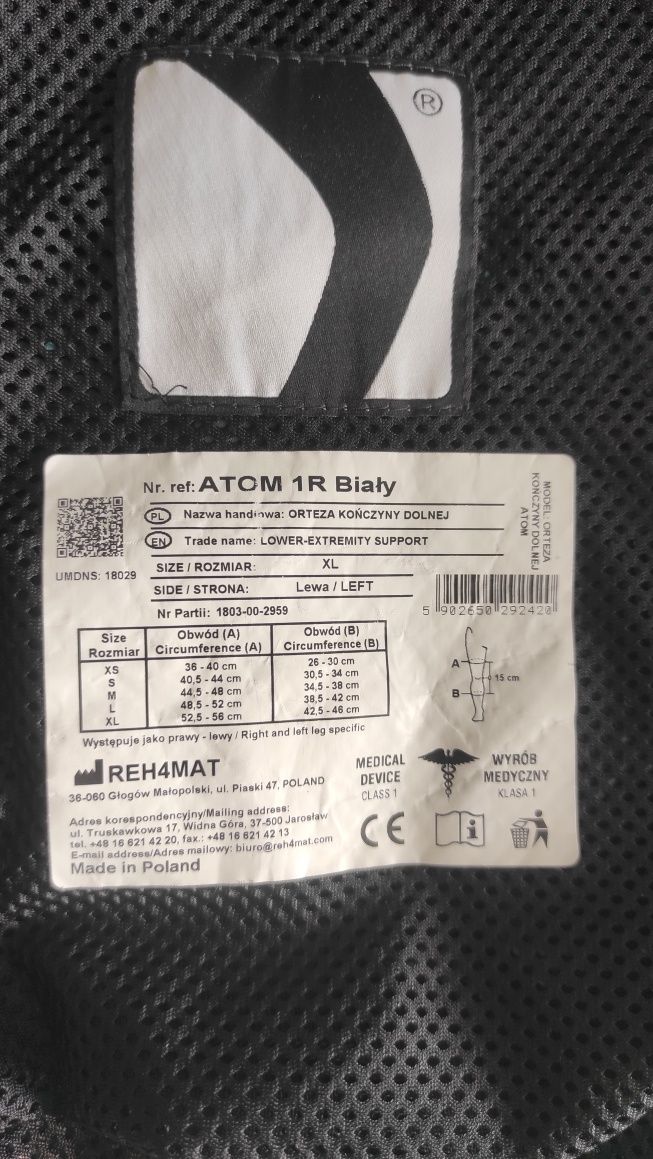 ®
Nr. ref: ATOM 1R Biały
PL Nazwa handlowa: ORTEZA KOŃCZYNY DOLNEJ
EN Trade name: LOWER-EXTREMITY SUPPORT
MODEL: ORTEZA
KOŃCZYNY DOLNEJ
ATOM
UMDNS: 18029
SIZE / ROZMIAR: XL
SIDE / STRONA: Lewa / LEFT
Nr Partii: 1803-00-2959
5 902650 292420
Size Rozmiar Obwód (A) Circumference (A) Obwód (B) Circumference (B)
XS 36 - 40 cm 26 - 30 cm
S 40,5 - 44 cm 30,5 - 34 cm
M 44,5 - 48 cm 34,5 - 38 cm
L 48,5 - 52 cm 38,5 - 42 cm
XL 52,5 - 56 cm 42,5 - 46 cm
A
15 cm
B
Występuje jako prawy - lewy / Right and left leg specific
REH4MAT
36-060 Głogów Małopolski, ul. Piaski 47, POLAND
MEDICAL
DEVICE
CLASS 1
WYRÓB
MEDYCZNY
KLASA 1
Adres korespondencyjny/Mailing address:
ul. Truskawkowa 17, Widna Góra, 37-500 Jarosław
tel. +48 16 621 42 20, fax.: +48 16 621 42 13
E-mail address/Adres mailowy: biuro@reh4mat.com
Made in Poland
CE
i